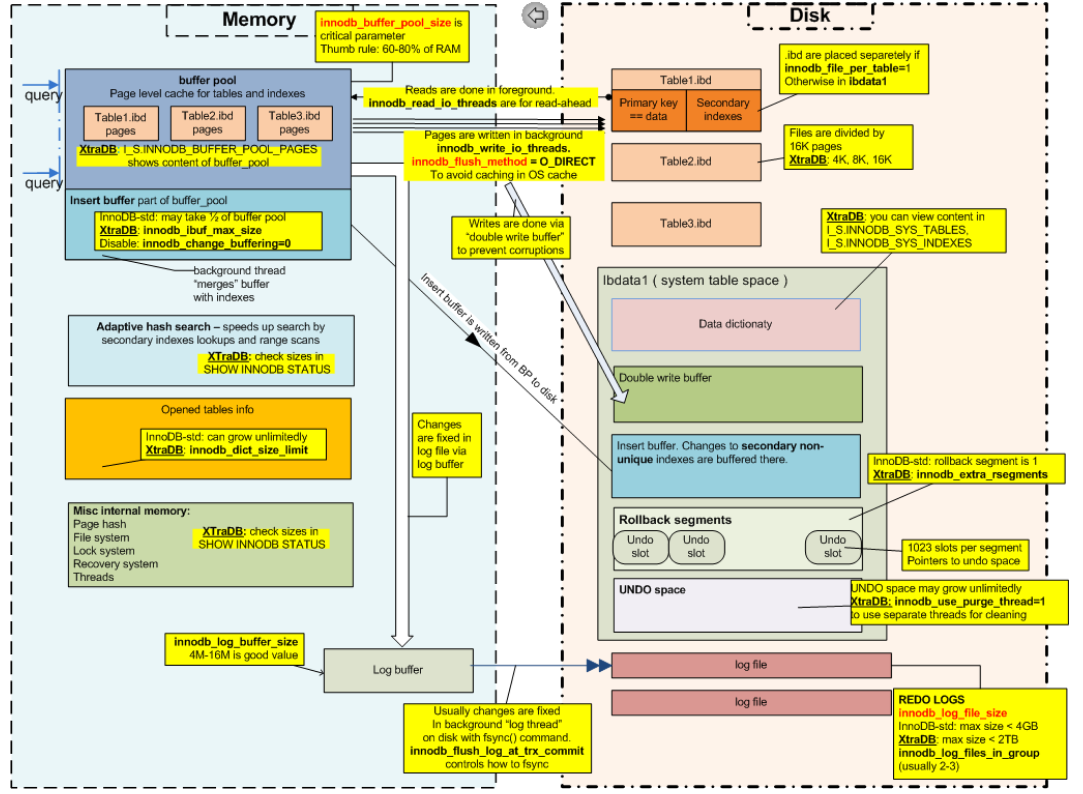 Memory
Disk
innodb_buffer_pool_size is
critical parameter
Thumb rule: 60-80% of RAM
query
query
buffer pool
Page level cache for tables and indexes
Table1.ibd
pages
Table2.ibd
pages
Table3.ibd
pages
XtraDB: I_S.INNODB_BUFFER_POOL_PAGES
shows content of buffer_pool
Insert buffer part of buffer_pool
InnoDB-std: may take ½ of buffer pool
XtraDB: innodb_ibuf_max_size
Disable: innodb_change_buffering=0
background thread
"merges" buffer
with indexes
Adaptive hash search – speeds up search by
secondary indexes lookups and range scans
XTraDB: check sizes in
SHOW INNODB STATUS
Opened tables info
InnoDB-std: can grow unlimitedly
XtraDB: innodb_dict_size_limit
Misc internal memory:
Page hash
File system
Lock system
Recovery system
Threads
XTraDB: check sizes in
SHOW INNODB STATUS
innodb_log_buffer_size
4M-16M is good value
Log buffer
Reads are done in foreground.
innodb_read_io_threads are for read-ahead
Pages are written in background
innodb_write_io_threads.
innodb_flush_method = O_DIRECT
To avoid caching in OS cache
Writes are done via
"double write buffer"
to prevent corruptions
Insert buffer is written from BP to disk
Changes
are fixed in
log file via
log buffer
Usually changes are fixed
In background "log thread"
on disk with fsync() command.
innodb_flush_log_at_trx_commit
controls how to fsync
Table1.ibd
Primary key
== data
Secondary
indexes
Table2.ibd
Table3.ibd
.ibd are placed separetely if
innodb_file_per_table=1
Otherwise in ibdata1
Files are divided by
16K pages
XtraDB: 4K, 8K, 16K
XtraDB: you can view content in
I_S.INNODB_SYS_TABLES,
I_S.INNODB_SYS_INDEXES
Ibdata1 ( system table space )
Data dictionaty
Double write buffer
Insert buffer. Changes to secondary non-
unique indexes are buffered there.
InnoDB-std: rollback segment is 1
XtraDB: innodb_extra_rsegments
Rollback segments
Undo
slot
Undo
slot
Undo
slot
1023 slots per segment
Pointers to undo space
UNDO space
UNDO space may grow unlimitedly
XtraDB: innodb_use_purge_thread=1
to use separate threads for cleaning
log file
log file
REDO LOGS
innodb_log_file_size
InnoDB-std: max size < 4GB
XtraDB: max size < 2TB
innodb_log_files_in_group
(usually 2-3)